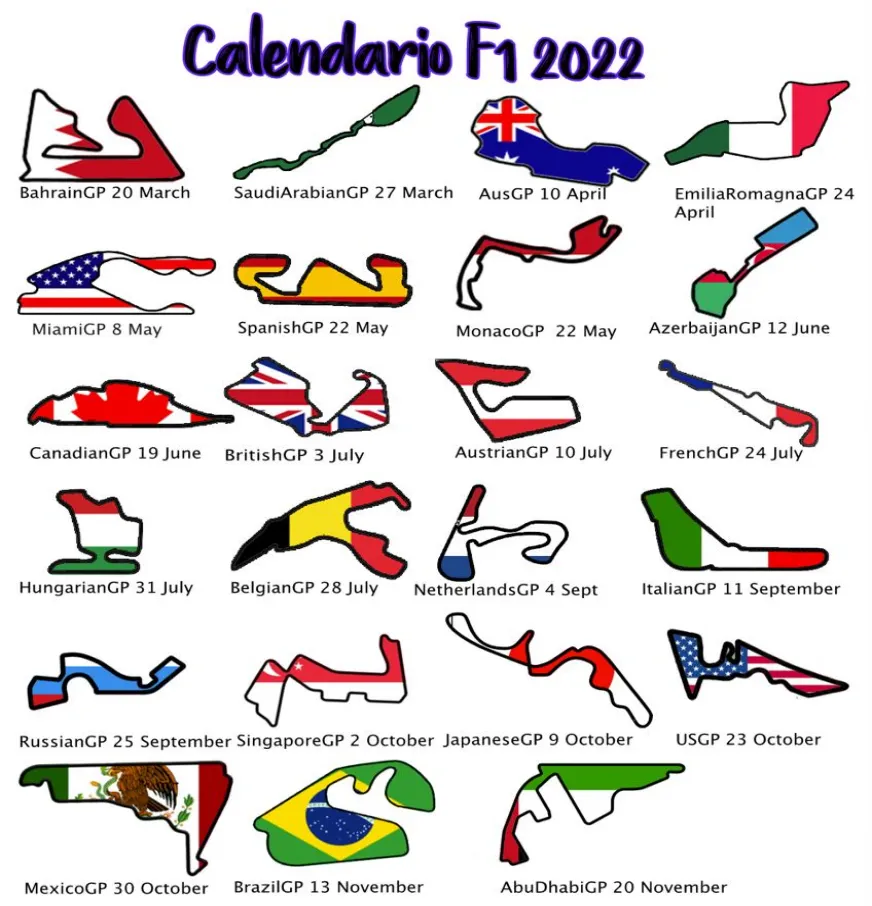 Calendario F1 2022
BahrainGP 20 March
SaudiArabianGP 27 March
AusGP 10 April
EmiliaRomagnaGP 24
April
MiamiGP 8 May
SpanishGP 22 May
MonacoGP 22 May
AzerbaijanGP 12 June
CanadianGP 19 June
BritishGP 3 July
AustrianGP 10 July
FrenchGP 24 July
HungarianGP 31 July
BelgianGP 28 July
NetherlandsGP 4 Sept
ItalianGP 11 September
RussianGP 25 September
SingaporeGP 2 October
JapaneseGP 9 October
USGP 23 October
MexicoGP 30 October
BrazilGP 13 November
AbuDhabiGP 20 November